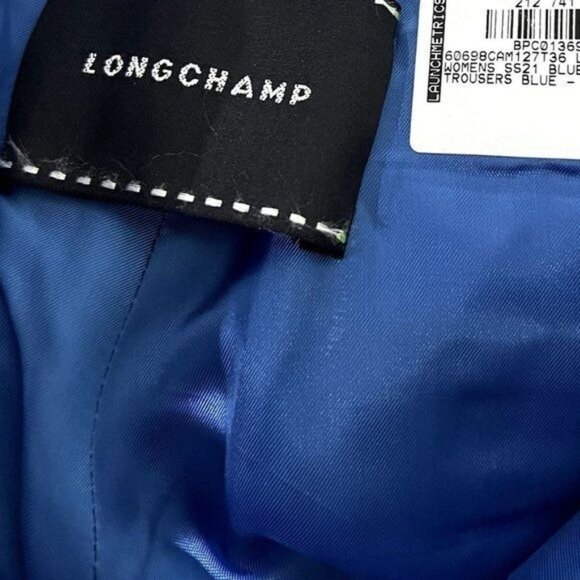 LONGCHAMP
LAUNCHMETRICS
212 741
BPC01369
60698CAM127T36 L
WOMENS SS21 BLUE
TROUSERS BLUE -